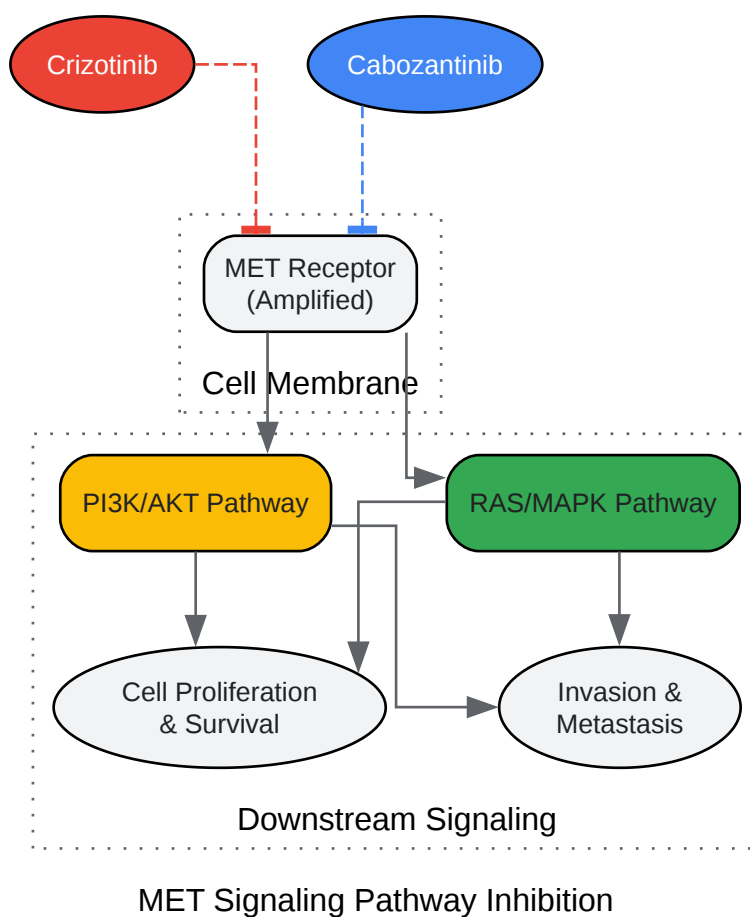 Crizotinib
Cabozantinib
MET Receptor
(Amplified)
Cell Membrane
PI3K/AKT Pathway
RAS/MAPK Pathway
Cell Proliferation
& Survival
Invasion &
Metastasis
Downstream Signaling
MET Signaling Pathway Inhibition